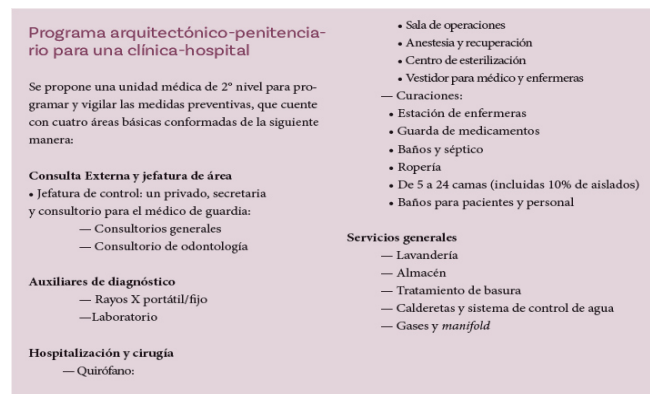 Programa arquitectónico-penitencia-
rio para una clínica-hospital
Se propone una unidad médica de 2° nivel para pro-
gramar y vigilar las medidas preventivas, que cuente
con cuatro áreas básicas conformadas de la siguiente
manera:
Consulta Externa y jefatura de área
• Jefatura de control: un privado, secretaria
y consultorio para el médico de guardia:
— Consultorios generales
— Consultorio de odontología
Auxiliares de diagnóstico
— Rayos X portátil/fijo
—Laboratorio
Hospitalización y cirugía
— Quirófano:
• Sala de operaciones
• Anestesia y recuperación
• Centro de esterilización
• Vestidor para médico y enfermeras
— Curaciones:
• Estación de enfermeras
• Guarda de medicamentos
• Baños y séptico
• Ropería
• De 5 a 24 camas (incluidas 10% de aislados)
• Baños para pacientes y personal
Servicios generales
— Lavandería
— Almacén
— Tratamiento de basura
— Calderetas y sistema de control de agua
— Gases y manifold